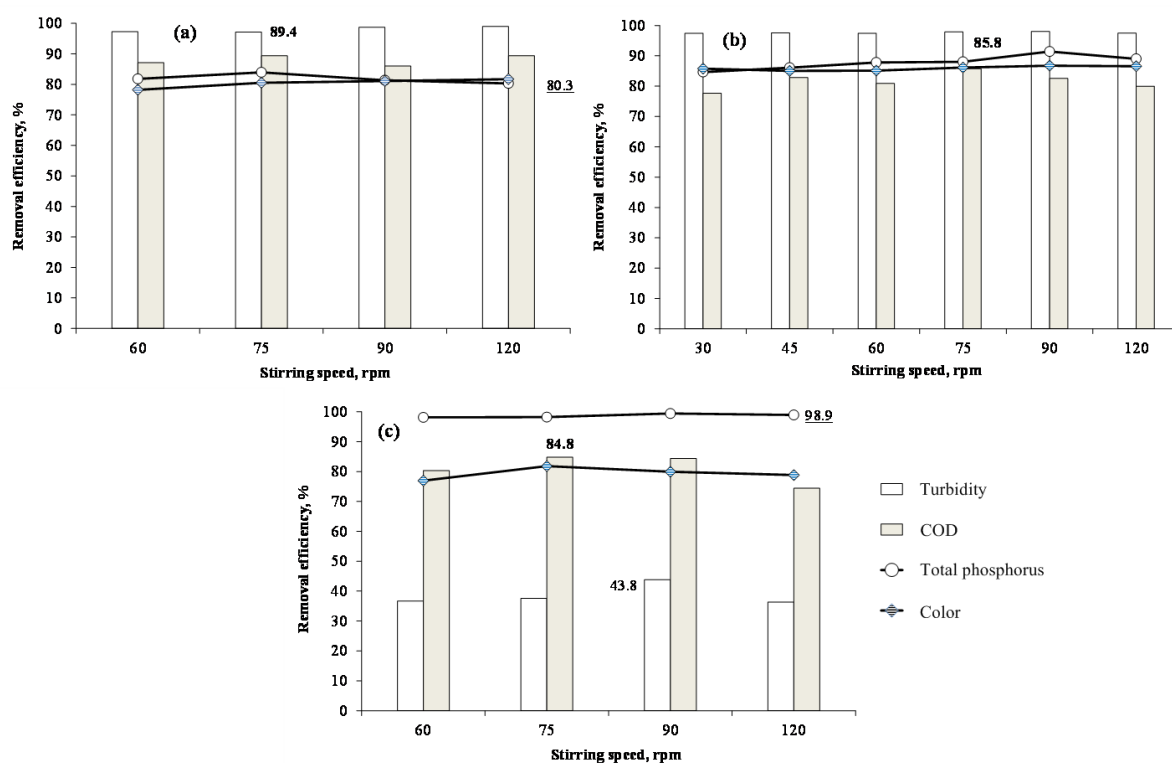 (a)
Removal efficiency, %
100
90
80
70
60
50
40
30
20
10
0
89.4
80.3
60 75 90 120
Stirring speed, rpm
(b)
Removal efficiency, %
100
90
80
70
60
50
40
30
20
10
0
85.8
30 45 60 75 90 120
Stirring speed, rpm
(c)
Removal efficiency, %
100
90
80
70
60
50
40
30
20
10
0
98.9
84.8
43.8
60 75 90 120
Stirring speed, rpm
Turbidity
COD
Total phosphorus
Color